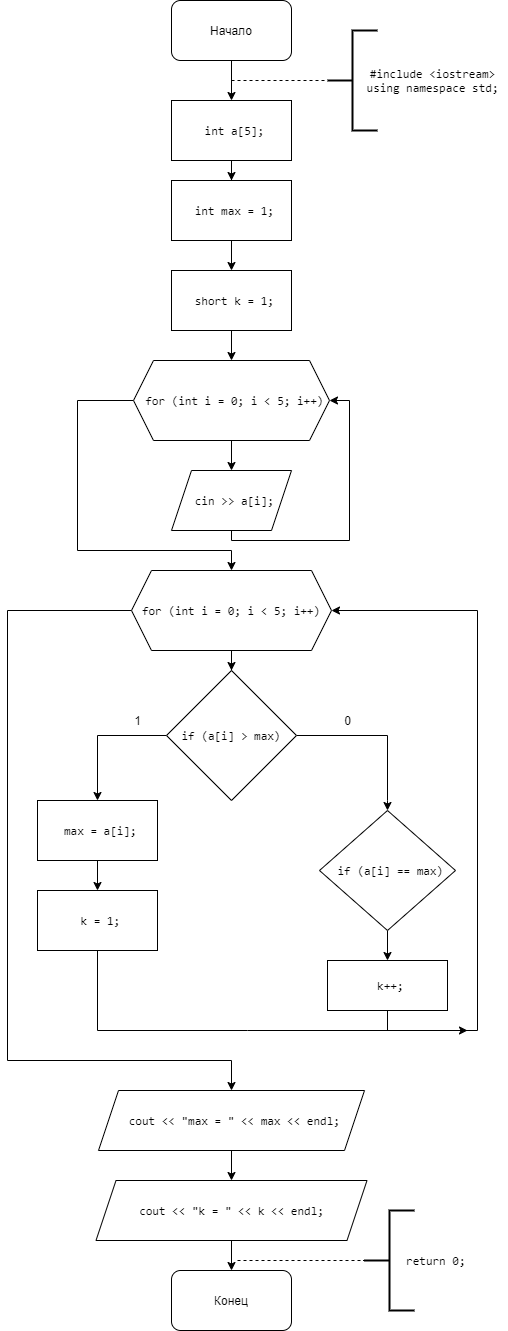 Начало
#include <iostream>
using namespace std;
int a[5];
int max = 1;
short k = 1;
for (int i = 0; i < 5; i++)
cin >> a[i];
for (int i = 0; i < 5; i++)
1
0
if (a[i] > max)
max = a[i];
if (a[i] == max)
k = 1;
k++;
cout << "max = " << max << endl;
cout << "k = " << k << endl;
return 0;
Конец